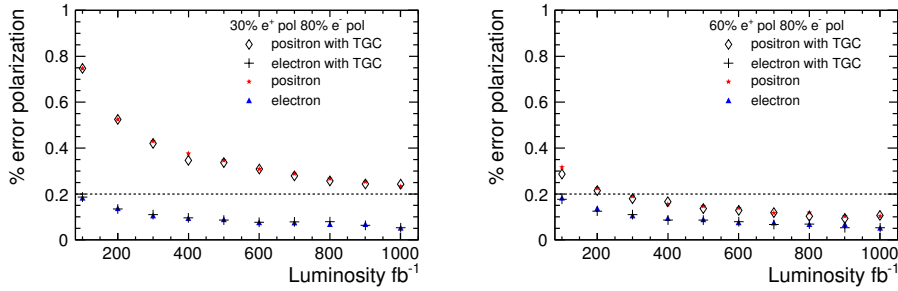 30% e⁺ pol 80% e⁻ pol
positron with TGC
electron with TGC
positron
electron
% error polarization
1
0.8
0.6
0.4
0.2
0
200 400 600 800 1000
Luminosity fb⁻¹
60% e⁺ pol 80% e⁻ pol
positron with TGC
electron with TGC
positron
electron
% error polarization
1
0.8
0.6
0.4
0.2
0
200 400 600 800 1000
Luminosity fb⁻¹